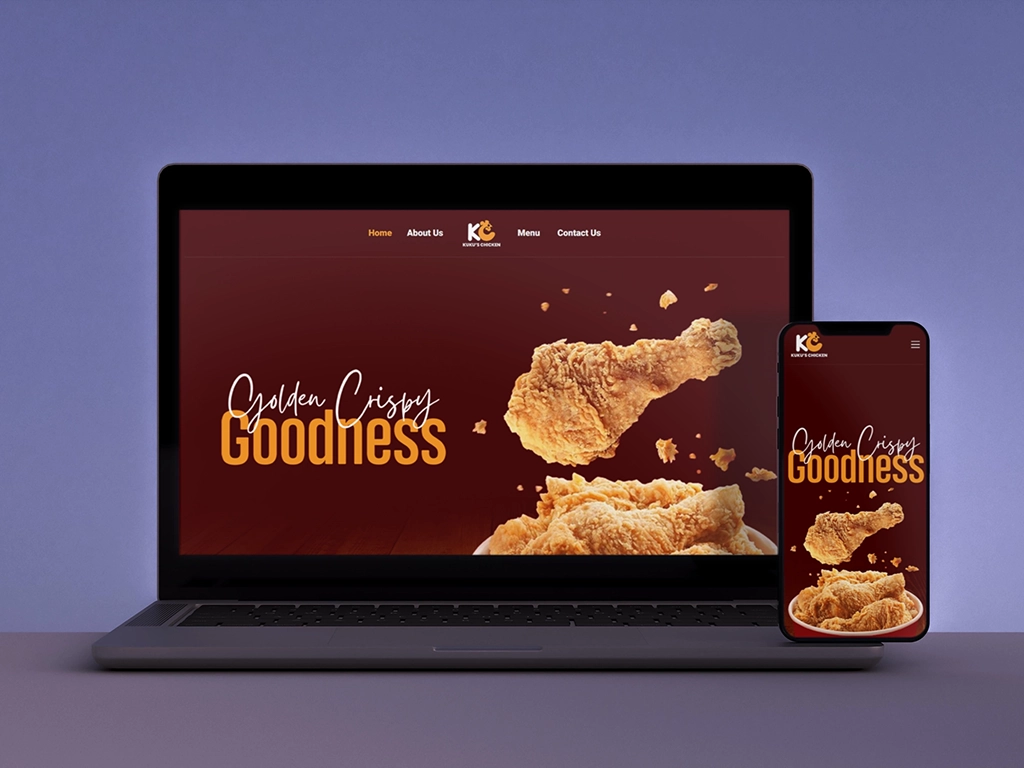 Home About Us KC Menu Contact Us
KUKU'S CHICKEN
Golden Crispy
Goodness
KC
KUKU'S CHICKEN
Golden Crispy
Goodness